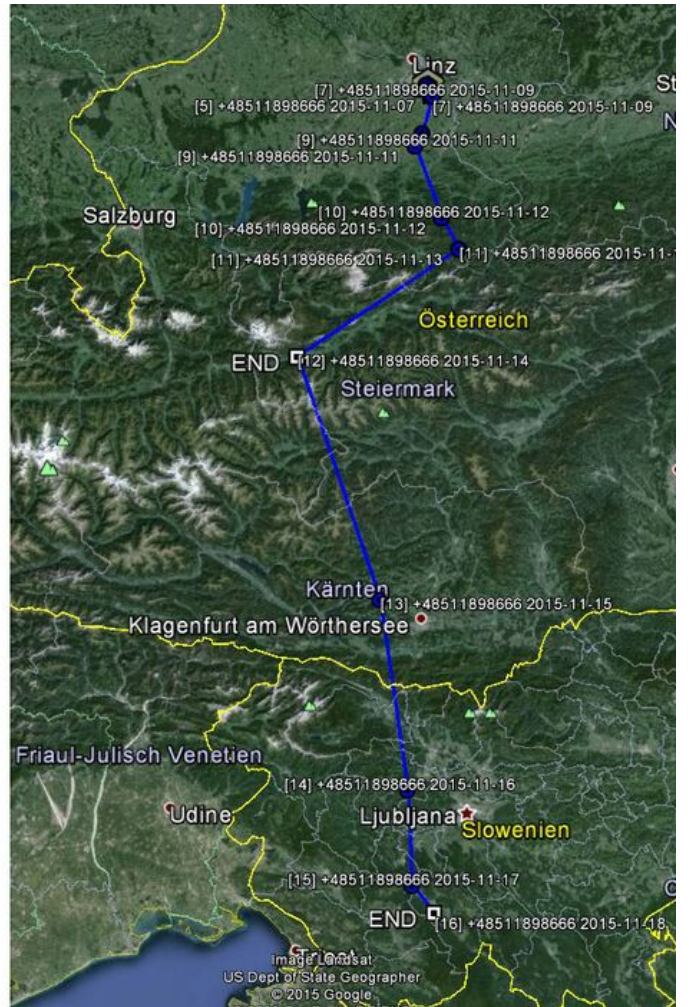 Linz
St
[7] +48511898666 2015-11-09
[5] +48511898666 2015-11-07
[7] +48511898666 2015-11-09
N
[9] +48511898666 2015-11-11
[9] +48511898666 2015-11-11
Salzburg
[10] +48511898666 2015-11-12
[10] +48511898666 2015-11-12
[11] +48511898666 2015-11-13
[11] +48511898666 2015-11-1
Österreich
END
[12] +48511898666 2015-11-14
Steiermark
Kärnten
[13] +48511898666 2015-11-15
Klagenfurt am Wörthersee
Friaul-Julisch Venetien
[14] +48511898666 2015-11-16
Udine
Ljubljana
Slowenien
[15] +48511898666 2015-11-17
END
[16] +48511898666 2015-11-18
Image Landsat
US Dept of State Geographer
© 2015 Google